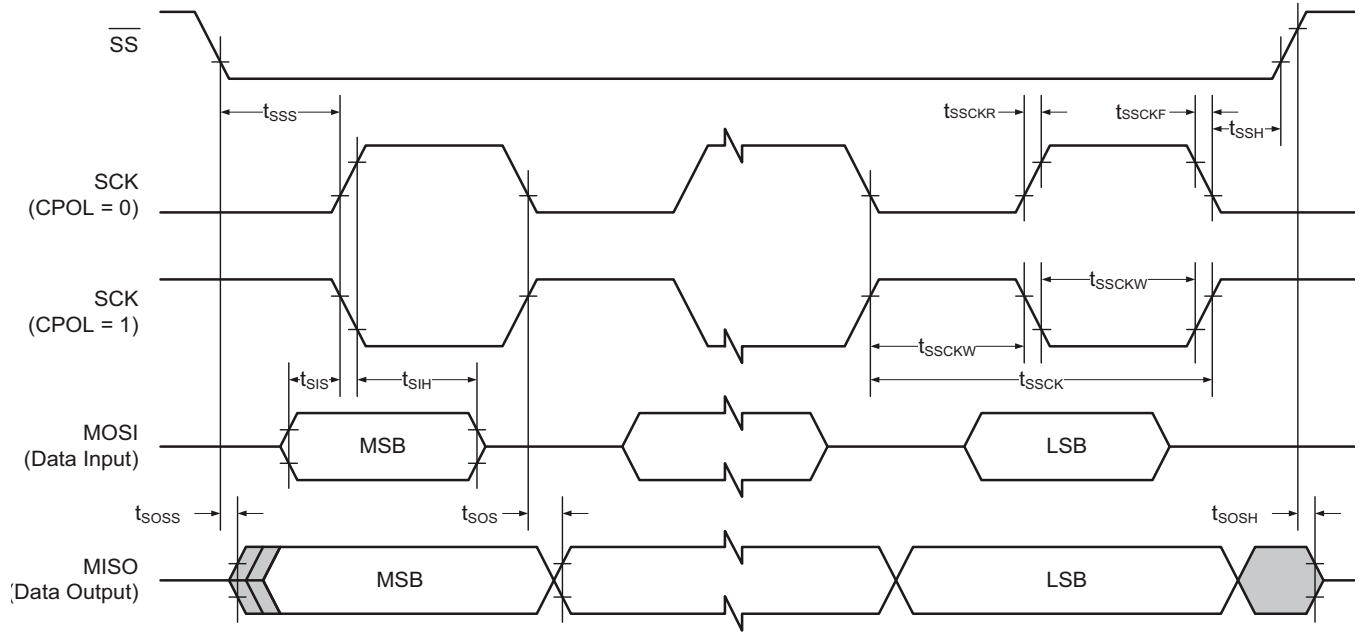 SS
tSSS
tSSCKR
tSSCKF
tSSH
SCK
(CPOL = 0)
SCK
(CPOL = 1)
tSSCKW
tSSCKW
tSSCK
tSIS
tSIH
MOSI
(Data Input)
MSB
LSB
tSOSS
tSOS
tSOSH
MISO
(Data Output)
MSB
LSB